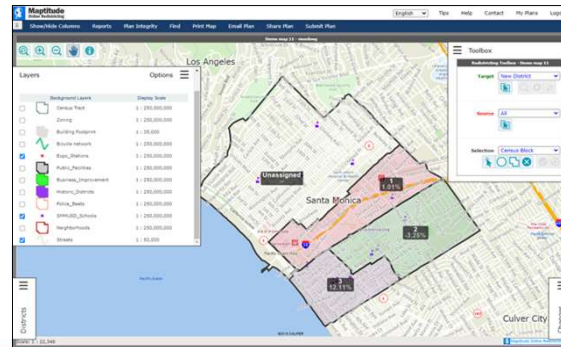 Maptitude
Online Redistricting
English
Tips Help Contact My Plans
Show/Hide Columns Reports Plan Integrity Find Print Map Email Plan Share Plan Submit Plan
Los Angeles
Layers Options
Background Layers Display Scale
Census Tract 1 : 250,000,000
Zoning 1 : 250,000,000
Building Footprint 1 : 35,000
Bicycle network 1 : 250,000,000
Expo_Stations 1 : 250,000,000
Public_Facilities 1 : 250,000,000
Business_Improvement 1 : 250,000,000
Historic_Districts 1 : 250,000,000
Police_Beats 1 : 250,000,000
SMMUSD_Schools 1 : 250,000,000
Neighborhoods 1 : 250,000,000
Streets 1 : 50,000
Toolbox
Target New District
Source All
Selection Census Block
Unassigned
1
1.01%
Santa Monica
2
-3.25%
3
12.11%
Culver City
Districts